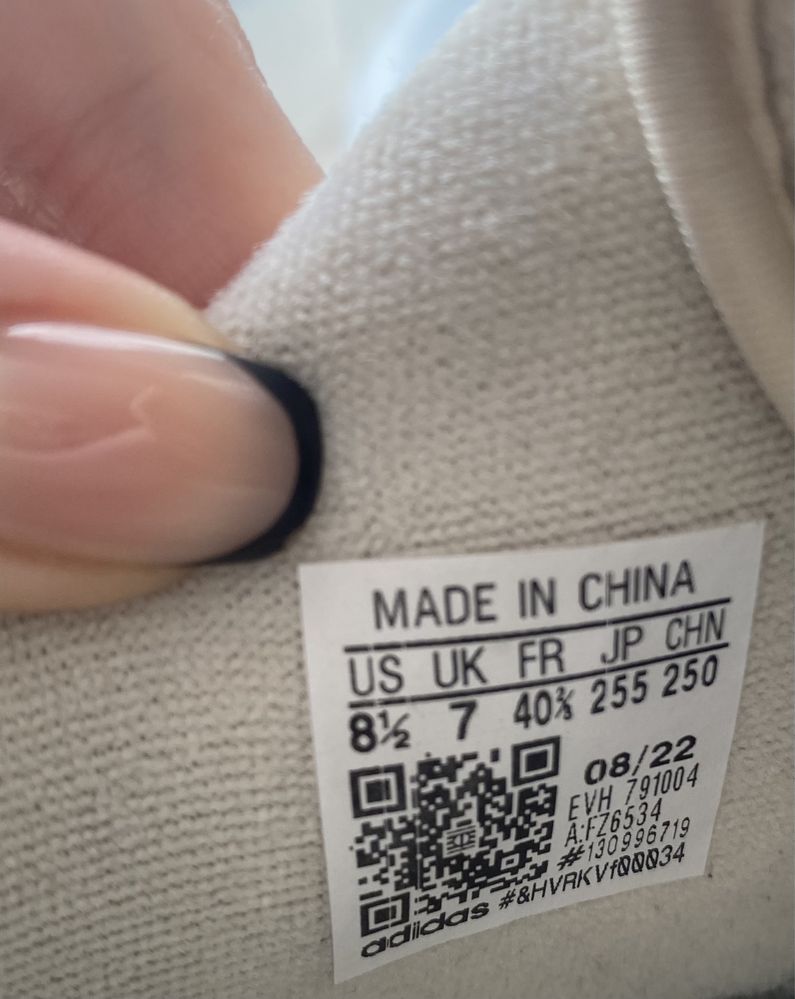 MADE IN CHINA
US UK FR JP CHN
8½ 7 40⅔ 255 250
08/22
EVH 791004
A:FZ6534
#130996719
adidas #&HVRKVf00034